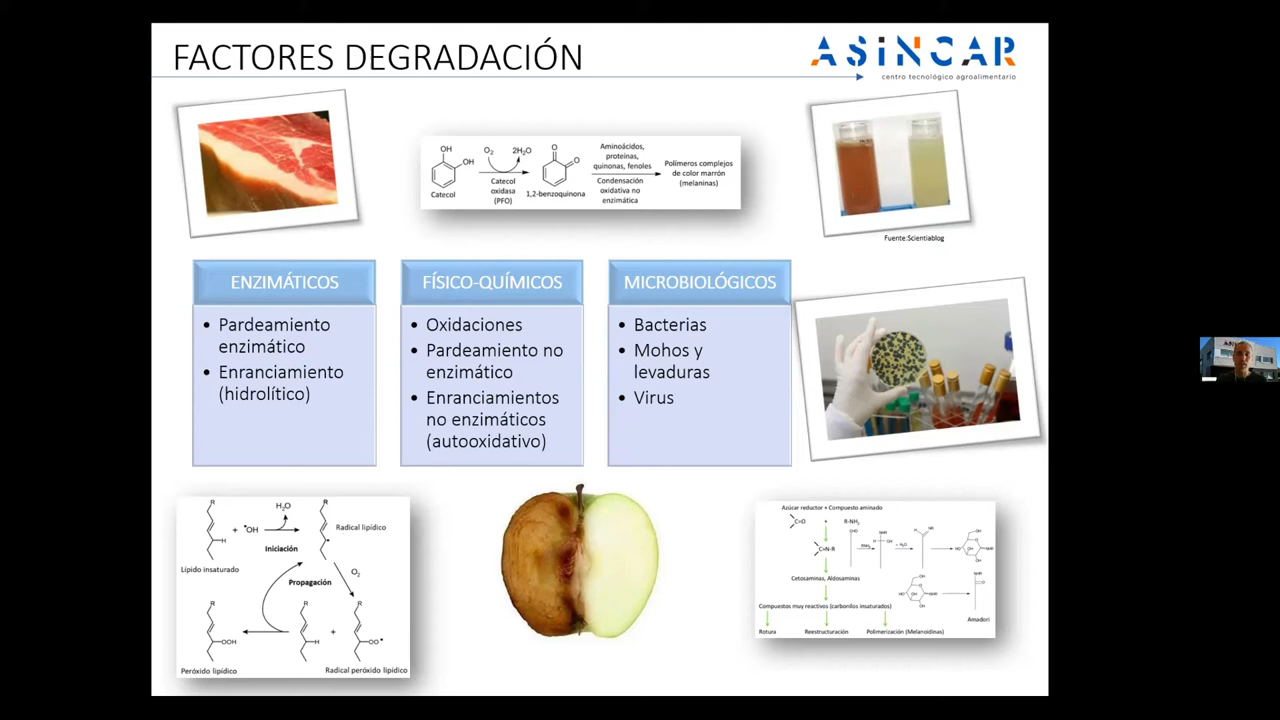 FACTORES DEGRADACIÓN
ASINCAR
centro tecnológico agroalimentario
OH
OH
Catecol
O₂
2H₂O
Catecol
oxidasa
(PFO)
O
O
1,2-benzoquinona
Aminoácidos,
proteínas,
quinonas, fenoles
Condensación
oxidativa no
enzimática
Polímeros complejos
de color marrón
(melaninas)
Fuente:Scientiablog
ENZIMÁTICOS
• Pardeamiento
enzimático
• Enranciamiento
(hidrolítico)
FÍSICO-QUÍMICOS
• Oxidaciones
• Pardeamiento no
enzimático
• Enranciamientos
no enzimáticos
(autooxidativo)
MICROBIOLÓGICOS
• Bacterias
• Mohos y
levaduras
• Virus
R
H
Lípido insaturado
+ •OH
H₂O
Iniciación
R
Radical lipídico
Propagación
O₂
R
OOH
Peróxido lipídico
R
H
+
R
OO•
Radical peróxido lipídico
Azúcar reductor + Compuesto aminado
C=O + R-NH₂
C=N-R
Cetosaminas, Aldosaminas
Compuestos muy reactivos (carbonilos insaturados)
Rotura
Reestructuración
Polimerización (Melanoidinas)
Amadori